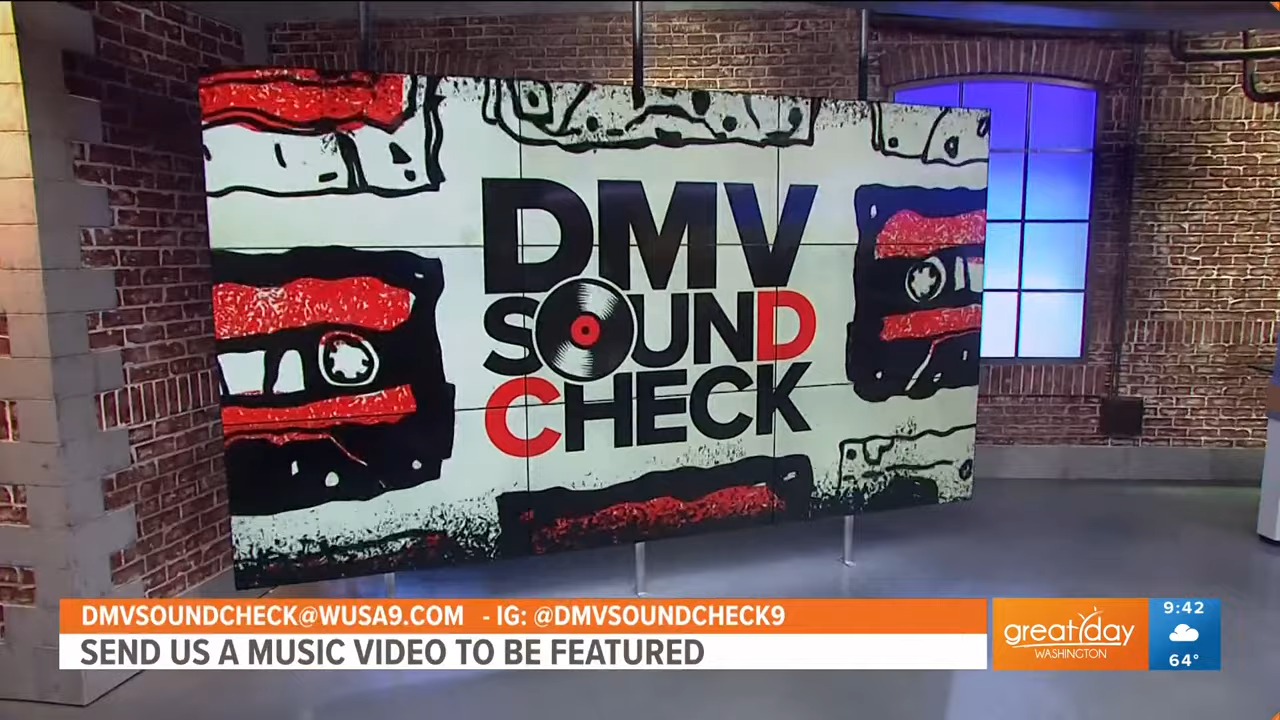 DMV
SOUND
CHECK
DMVSOUNDCHECK@WUSA9.COM - IG: @DMVSOUNDCHECK9
SEND US A MUSIC VIDEO TO BE FEATURED
great day
WASHINGTON
9:42
64°